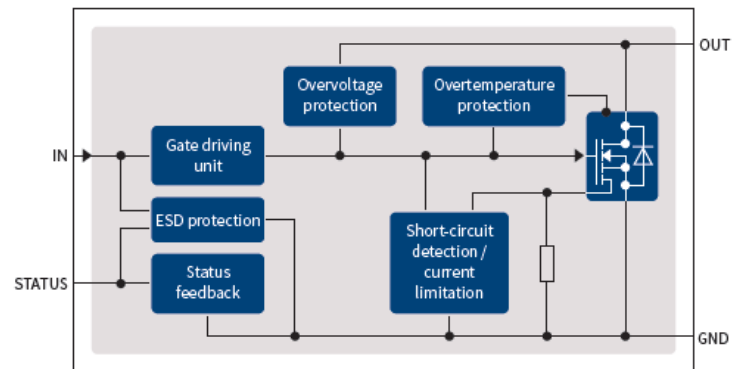 OUT
Overvoltage
protection
Overtemperature
protection
IN
Gate driving
unit
ESD protection
Short-circuit
detection /
current
limitation
STATUS
Status
feedback
GND